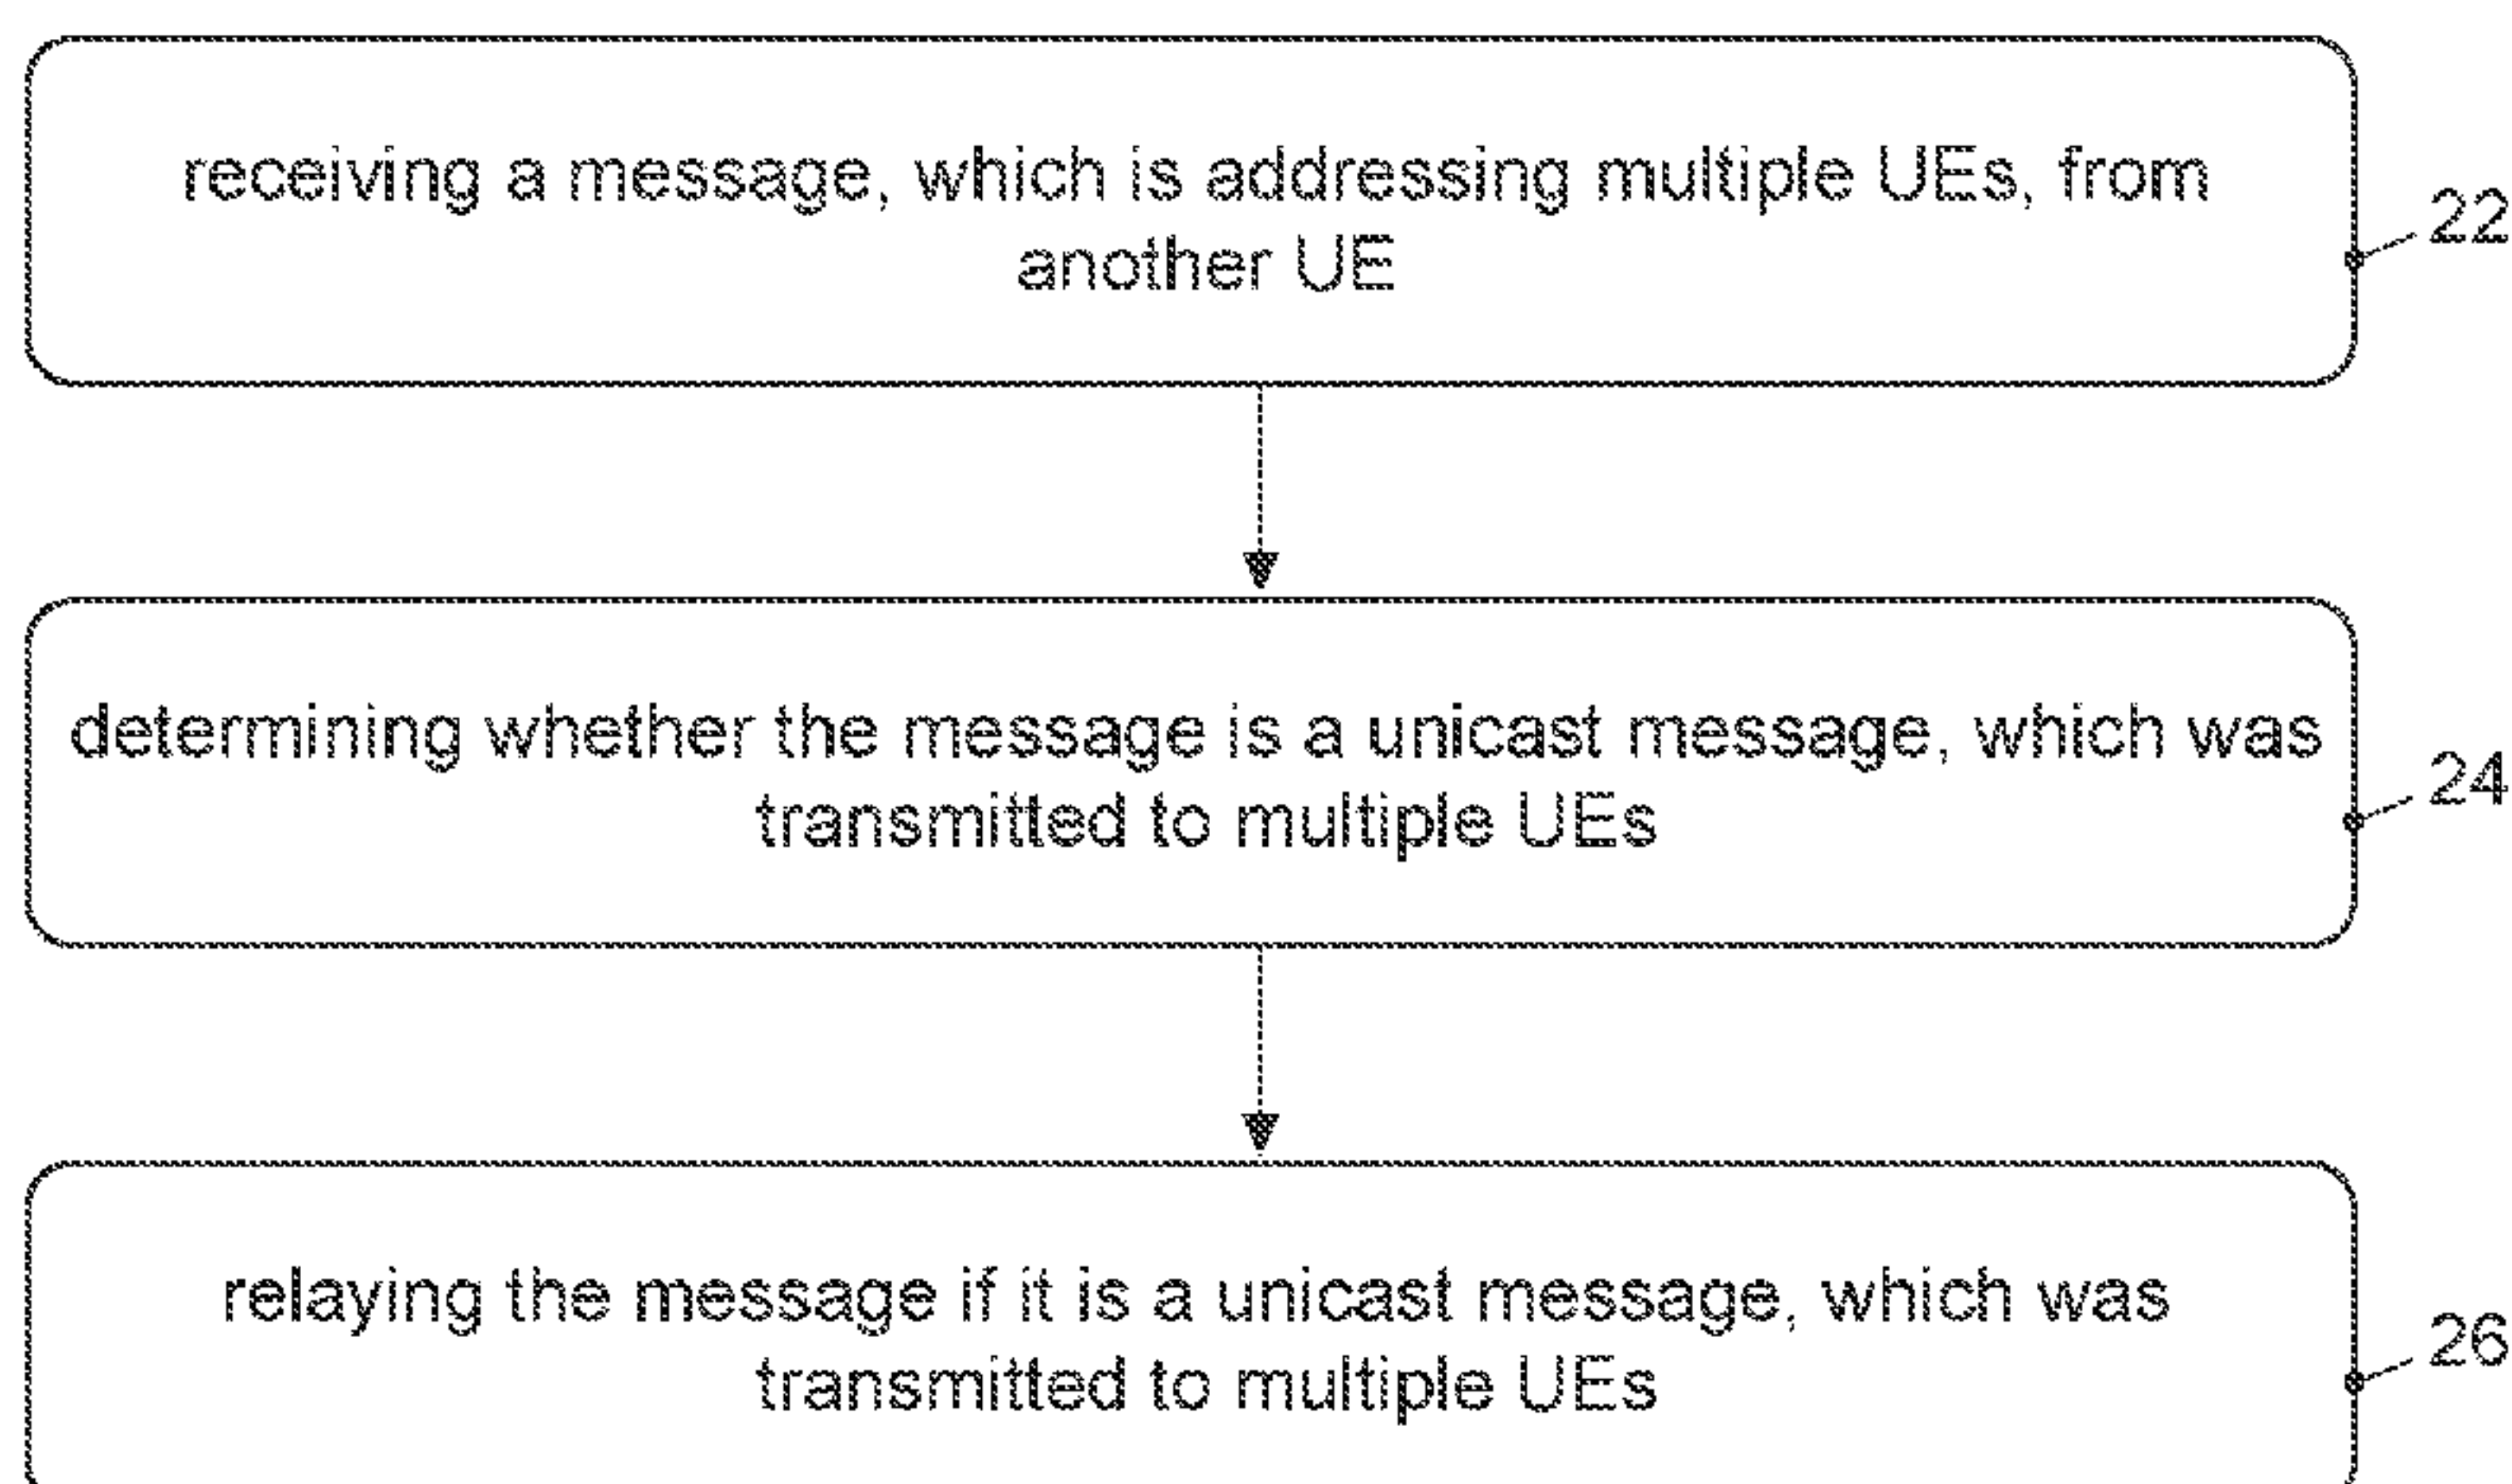 receiving a message, which is addressing multiple UEs, from
another UE
22
determining whether the message is a unicast message, which was
transmitted to multiple UEs
24
relaying the message if it is a unicast message, which was
transmitted to multiple UEs
26